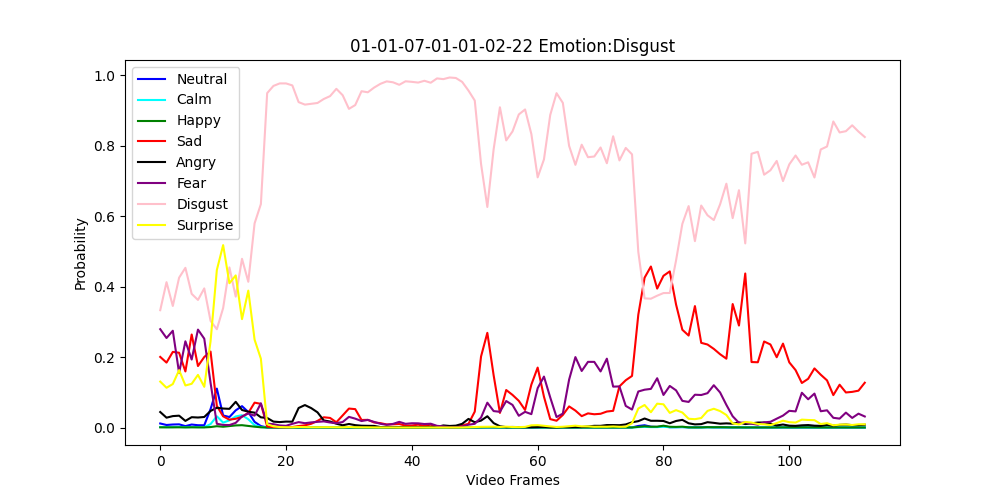 01-01-07-01-01-02-22 Emotion:Disgust
Probability
1.0
0.8
0.6
0.4
0.2
0.0
Neutral
Calm
Happy
Sad
Angry
Fear
Disgust
Surprise
0 20 40 60 80 100
Video Frames